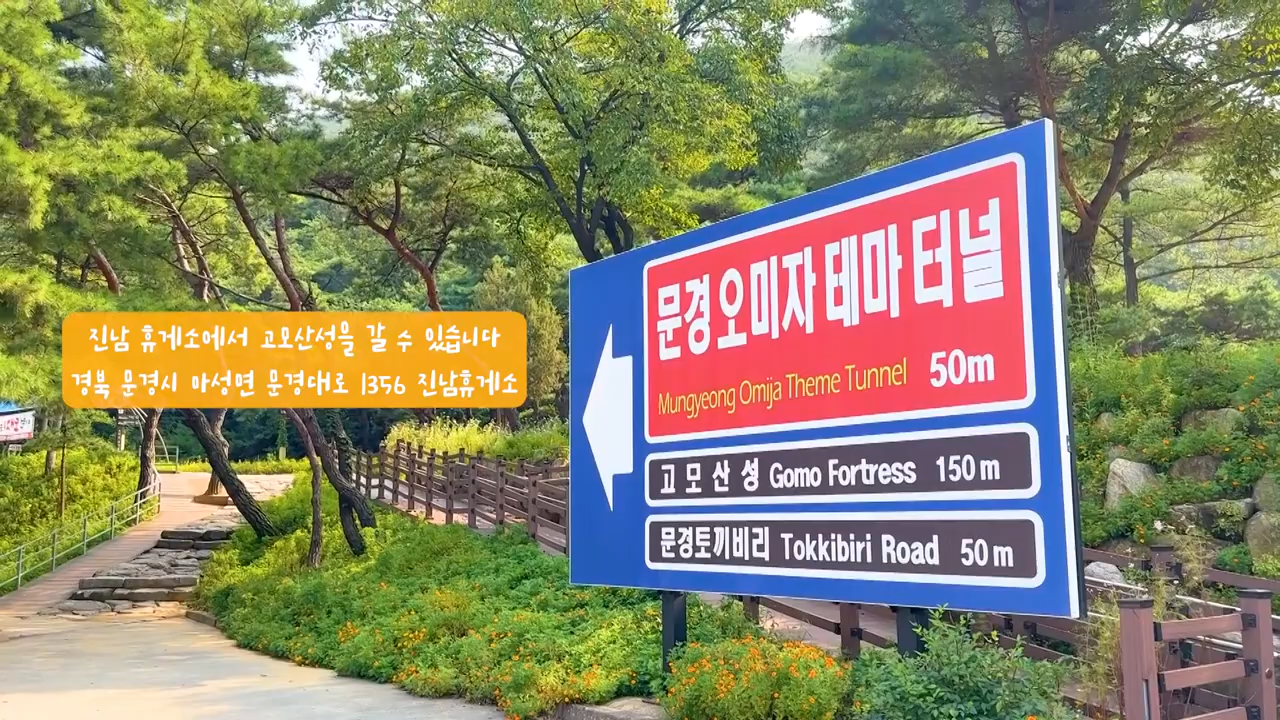 진남 휴게소에서 고모산성을 갈 수 있습니다
경북 문경시 마성면 문경대로 1356 진남휴게소
문경 오미자 테마 터널
Mungyeong Omija Theme Tunnel 50m
고모산성 Gomo Fortress 150m
문경토끼비리 Tokkibiri Road 50m